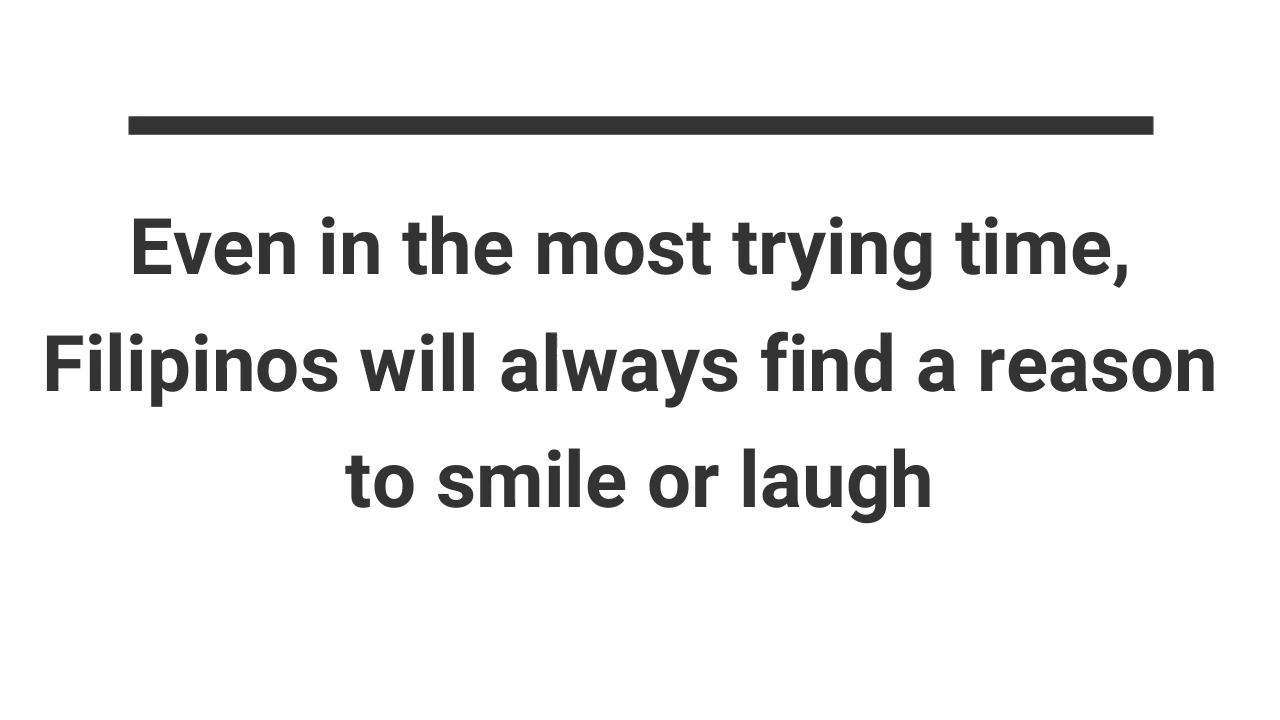 Even in the most trying time,
Filipinos will always find a reason
to smile or laugh